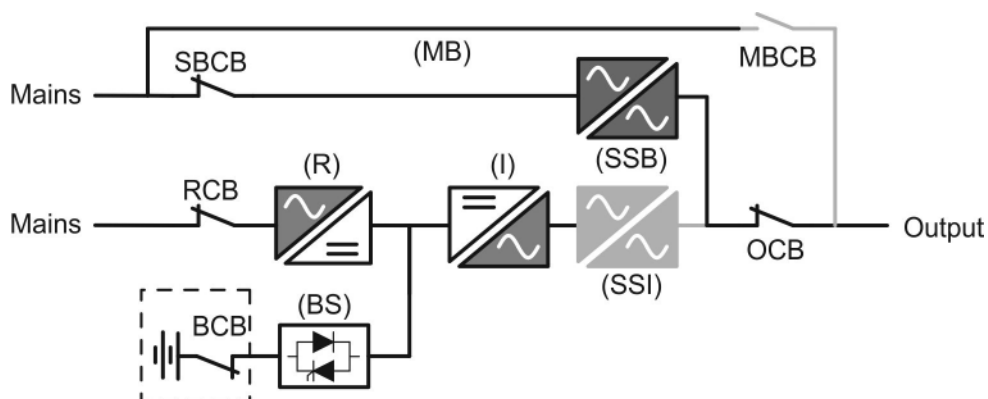 (MB)
MBCB
SBCB
Mains
(SSB)
(R)
(I)
RCB
Mains
Output
OCB
(SSI)
(BS)
BCB